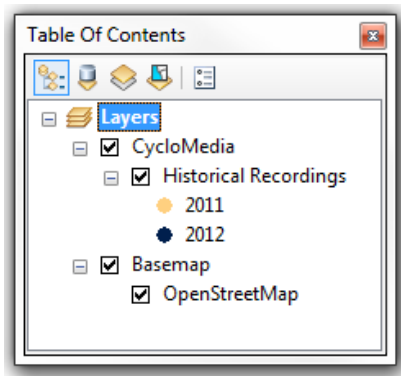 Table Of Contents
Layers
CycloMedia
Historical Recordings
2011
2012
Basemap
OpenStreetMap